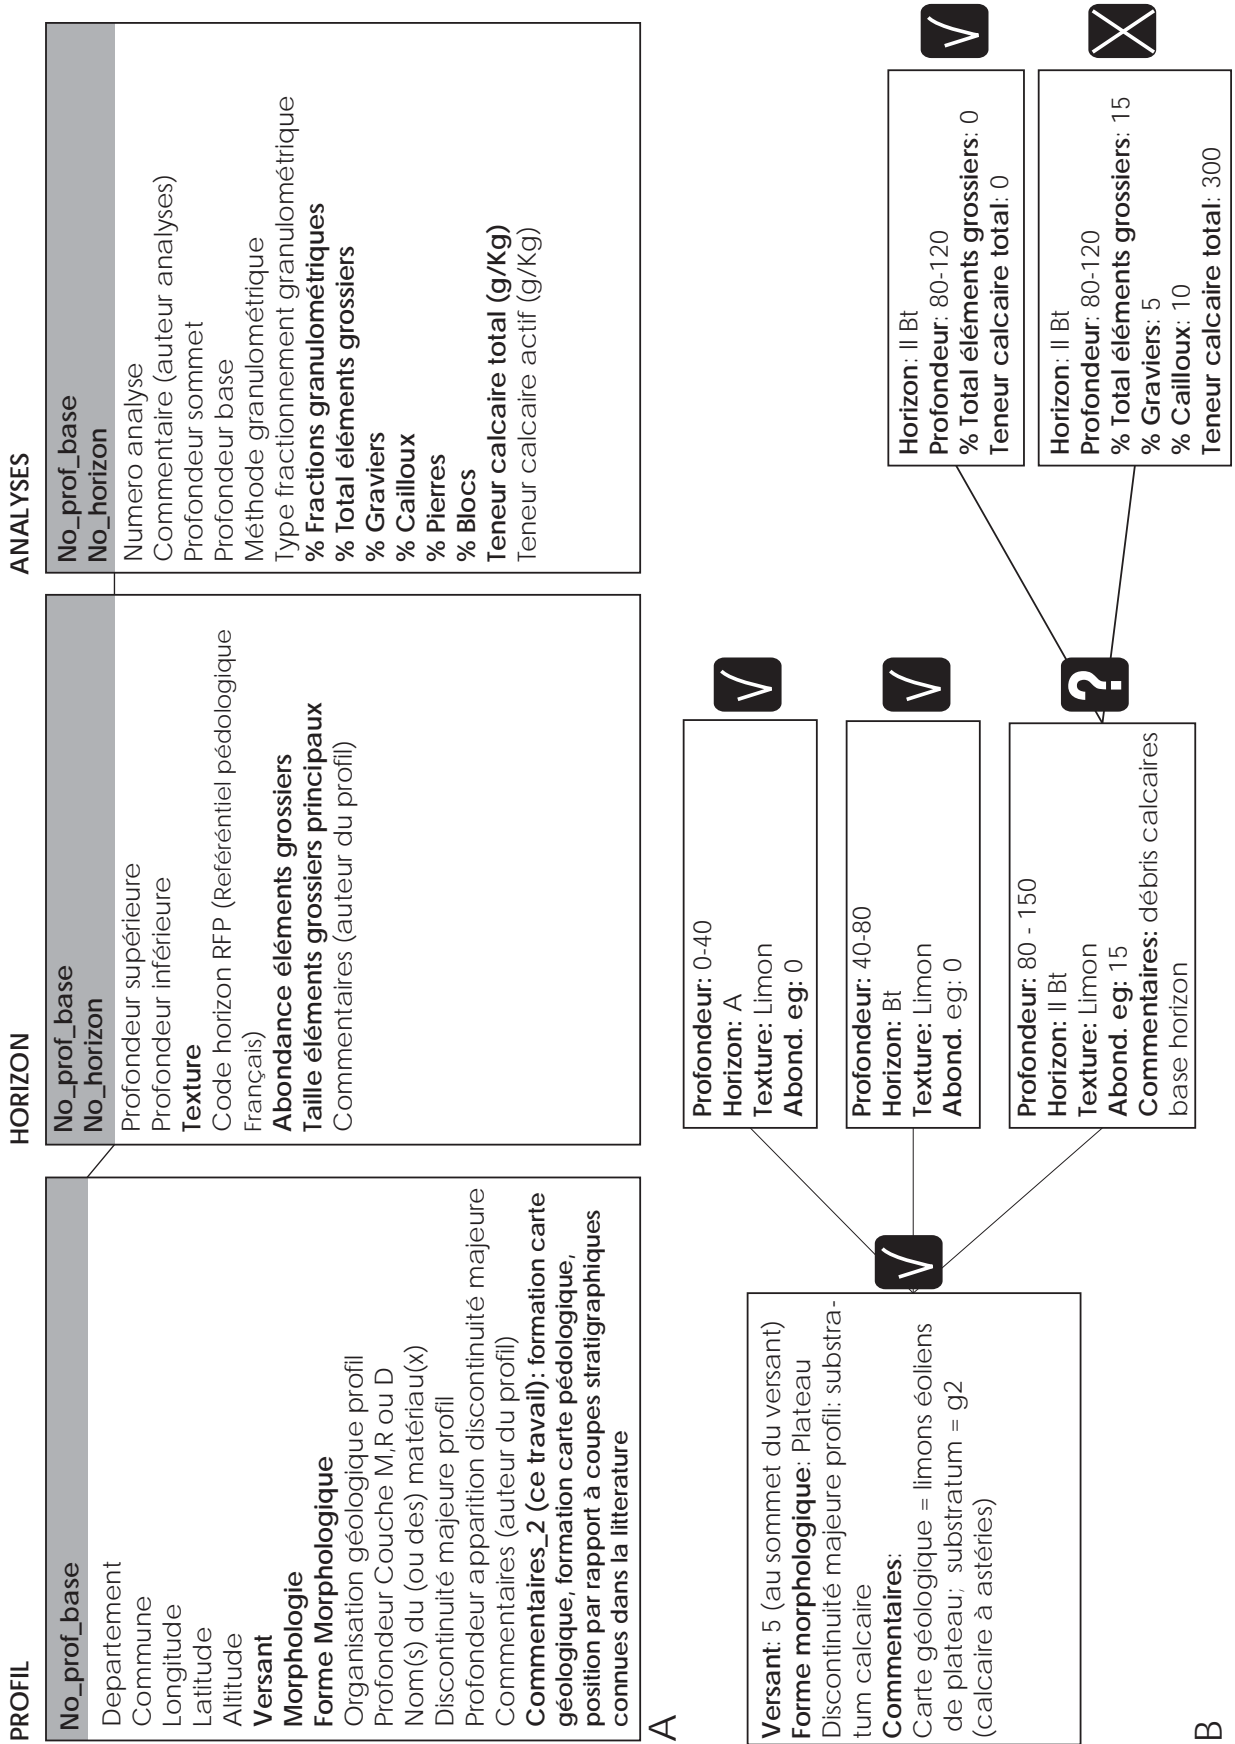 PROFIL
No_prof_base
Departement
Commune
Longitude
Latitude
Altitude
Versant
Morphologie
Forme Morphologique
Organisation géologique profil
Profondeur Couche M,R ou D
Nom(s) du (ou des) matériau(x)
Discontinuité majeure profil
Profondeur apparition discontinuité majeure
Commentaires (auteur du profil)
Commentaires_2 (ce travail): formation carte
géologique, formation carte pédologique,
position par rapport à coupes stratigraphiques
connues dans la litterature
HORIZON
No_prof_base
No_horizon
Profondeur supérieure
Profondeur inférieure
Texture
Code horizon RFP (Reférentiel pédologique
Français)
Abondance éléments grossiers
Taille éléments grossiers principaux
Commentaires (auteur du profil)
ANALYSES
No_prof_base
No_horizon
Numero analyse
Commentaire (auteur analyses)
Profondeur sommet
Profondeur base
Méthode granulométrique
Type fractionnement granulométrique
% Fractions granulométriques
% Total éléments grossiers
% Graviers
% Cailloux
% Pierres
% Blocs
Teneur calcaire total (g/Kg)
Teneur calcaire actif (g/Kg)
A
Versant: 5 (au sommet du versant)
Forme morphologique: Plateau
Discontinuité majeure profil: substra-
tum calcaire
Commentaires:
Carte géologique = limons éoliens
de plateau; substratum = g2
(calcaire à astéries)
√
Profondeur: 0-40
Horizon: A
Texture: Limon
Abond. eg: 0
√
Profondeur: 40-80
Horizon: Bt
Texture: Limon
Abond. eg: 0
√
Profondeur: 80 - 150
Horizon: II Bt
Texture: Limon
Abond. eg: 15
Commentaires: débris calcaires
base horizon
?
Horizon: II Bt
Profondeur: 80-120
% Total éléments grossiers: 0
Teneur calcaire total: 0
√
Horizon: II Bt
Profondeur: 80-120
% Total éléments grossiers: 15
% Graviers: 5
% Cailloux: 10
Teneur calcaire total: 300
B